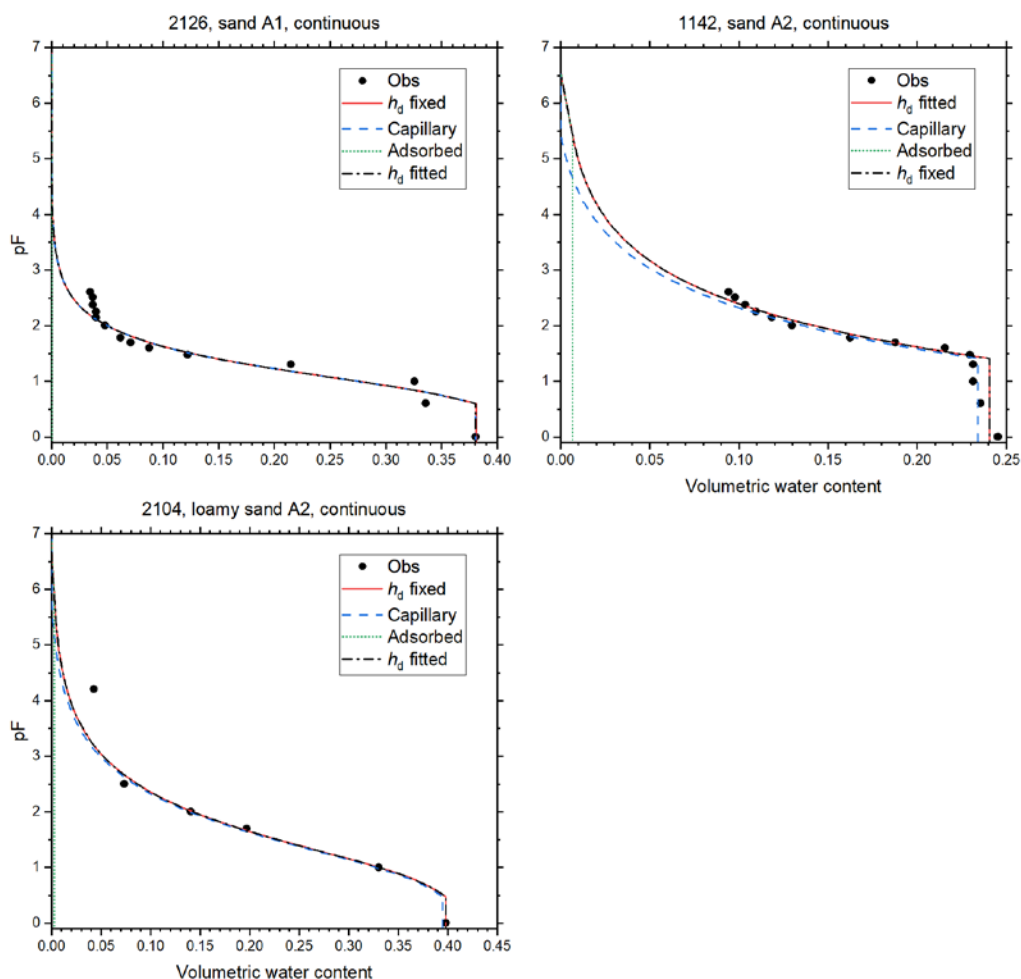 2126, sand A1, continuous
7
6
5
4
3
2
1
0
pF
Obs
hd fixed
Capillary
Adsorbed
hd fitted
0.00 0.05 0.10 0.15 0.20 0.25 0.30 0.35 0.40
1142, sand A2, continuous
7
6
5
4
3
2
1
0
Obs
hd fitted
Capillary
Adsorbed
hd fixed
0.00 0.05 0.10 0.15 0.20 0.25
Volumetric water content
2104, loamy sand A2, continuous
7
6
5
4
3
2
1
0
pF
Obs
hd fixed
Capillary
Adsorbed
hd fitted
0.00 0.05 0.10 0.15 0.20 0.25 0.30 0.35 0.40 0.45
Volumetric water content